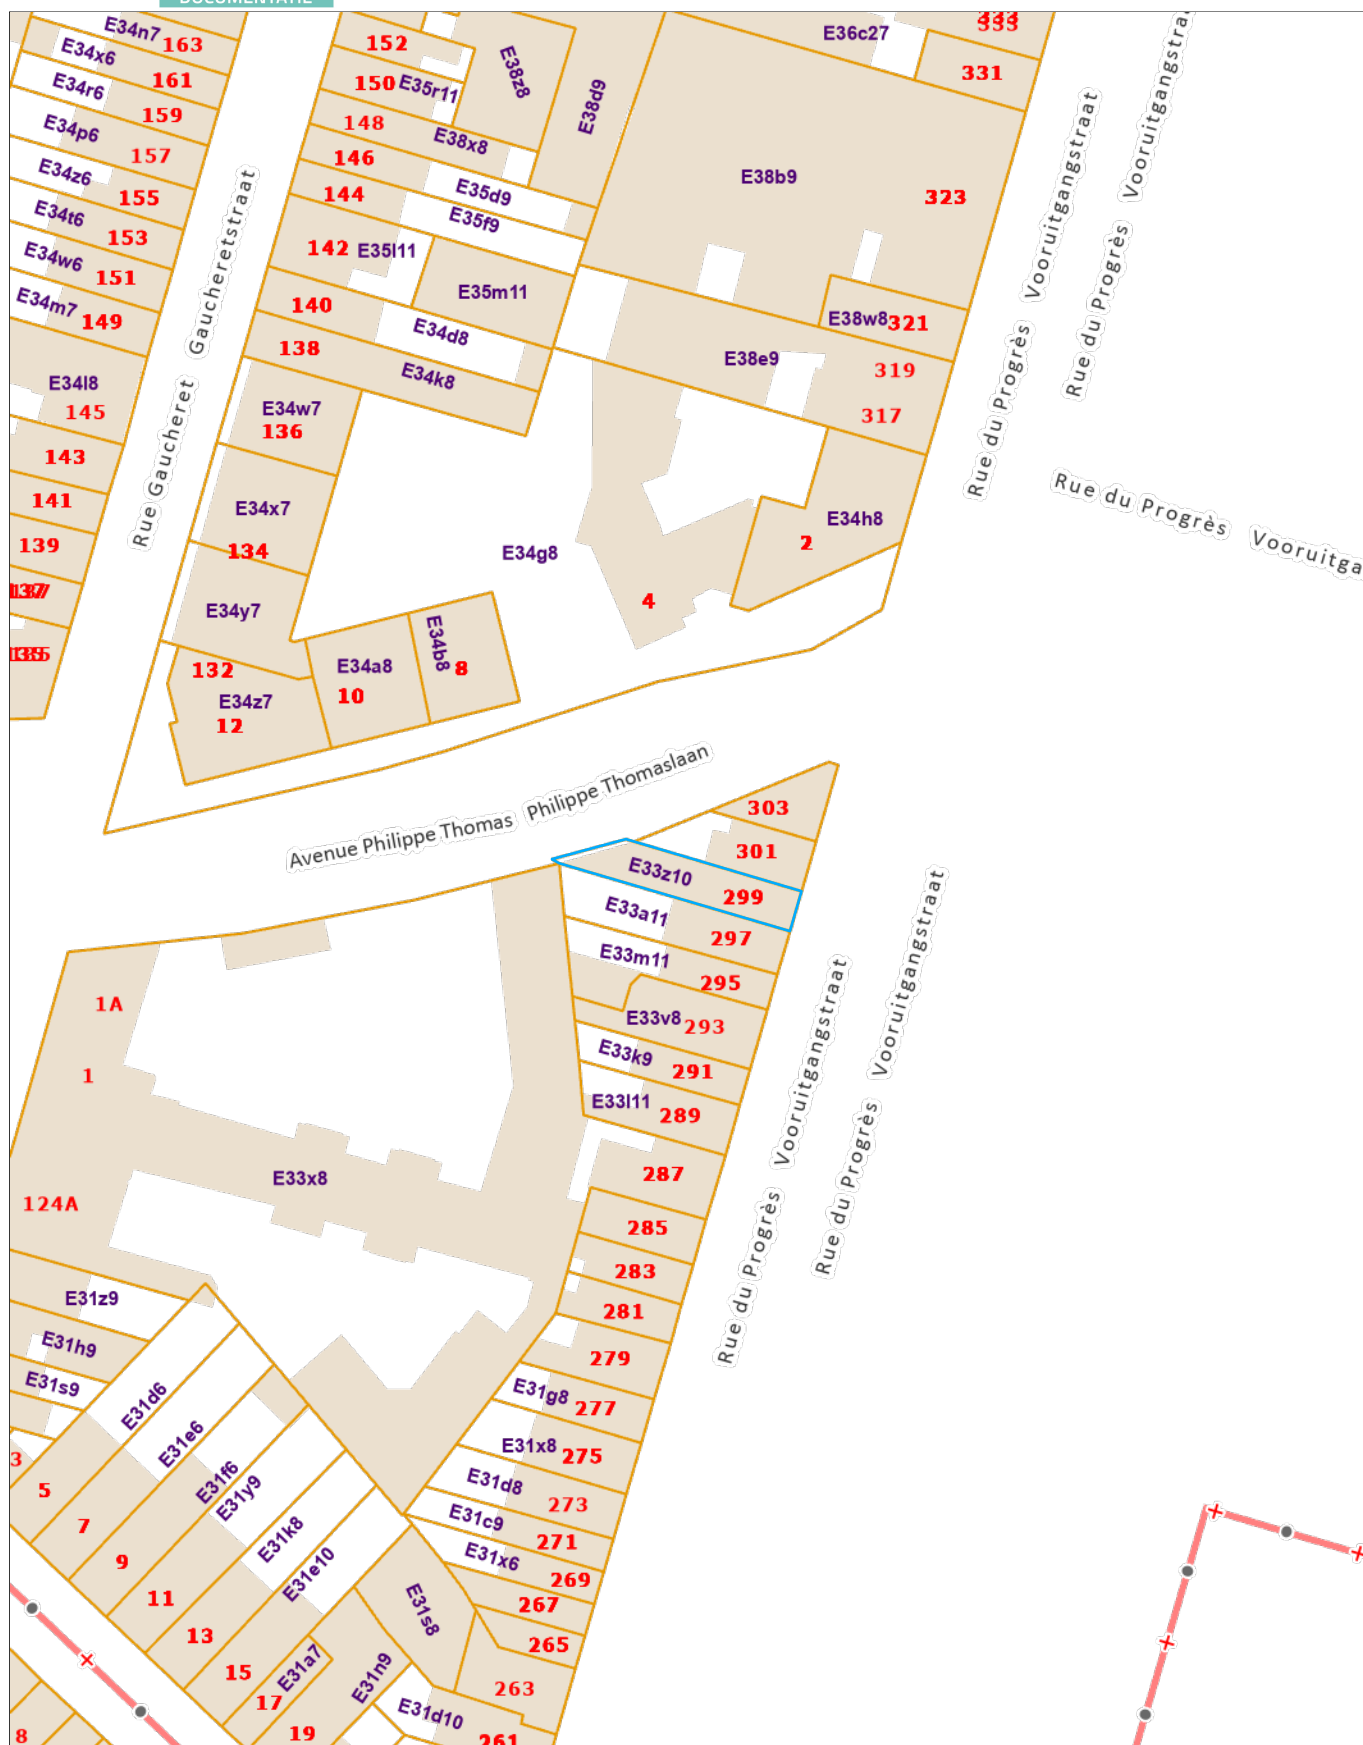 DOCUMENTATIE
E34n7 163
E34x6
161
E34r6
159
E34p6
157
E34z6
155
E34t6
153
E34w6
151
E34m7
149
E34l8
145
143
141
139
137
135
Rue Gaucheret Gaucheretstraat
152
150 E35r11
148
E38x8
146
144
E35d9
E35f9
142 E35l11
E35m11
140
E34d8
138
E34k8
E38z8
E38d9
E36c27
333
331
E38b9
323
E38w8 321
E38e9
319
317
E34h8
2
E34w7
136
E34x7
134
E34y7
132
E34z7
12
E34a8
10
E34b8
8
E34g8
4
Rue du Progrès Vooruitgangstraat
Rue du Progrès Vooruitgangstraat
Rue du Progrès Vooruitga
Avenue Philippe Thomas Philippe Thomaslaan
303
301
E33z10
299
E33a11
297
E33m11
295
E33v8 293
E33k9
291
E33l11
289
287
285
283
281
279
E31g8
277
E31x8
275
E31d8
273
E31c9
271
E31x6
269
267
265
263
261
Rue du Progrès Vooruitgangstraat
Rue du Progrès Vooruitgangstraat
1A
1
124A
E33x8
E31z9
E31h9
E31s9
E31d6
E31e6
E31f6
E31y9
E31k8
E31e10
E31s8
E31a7
E31n9
E31d10
3
5
7
9
11
13
15
17
19
8